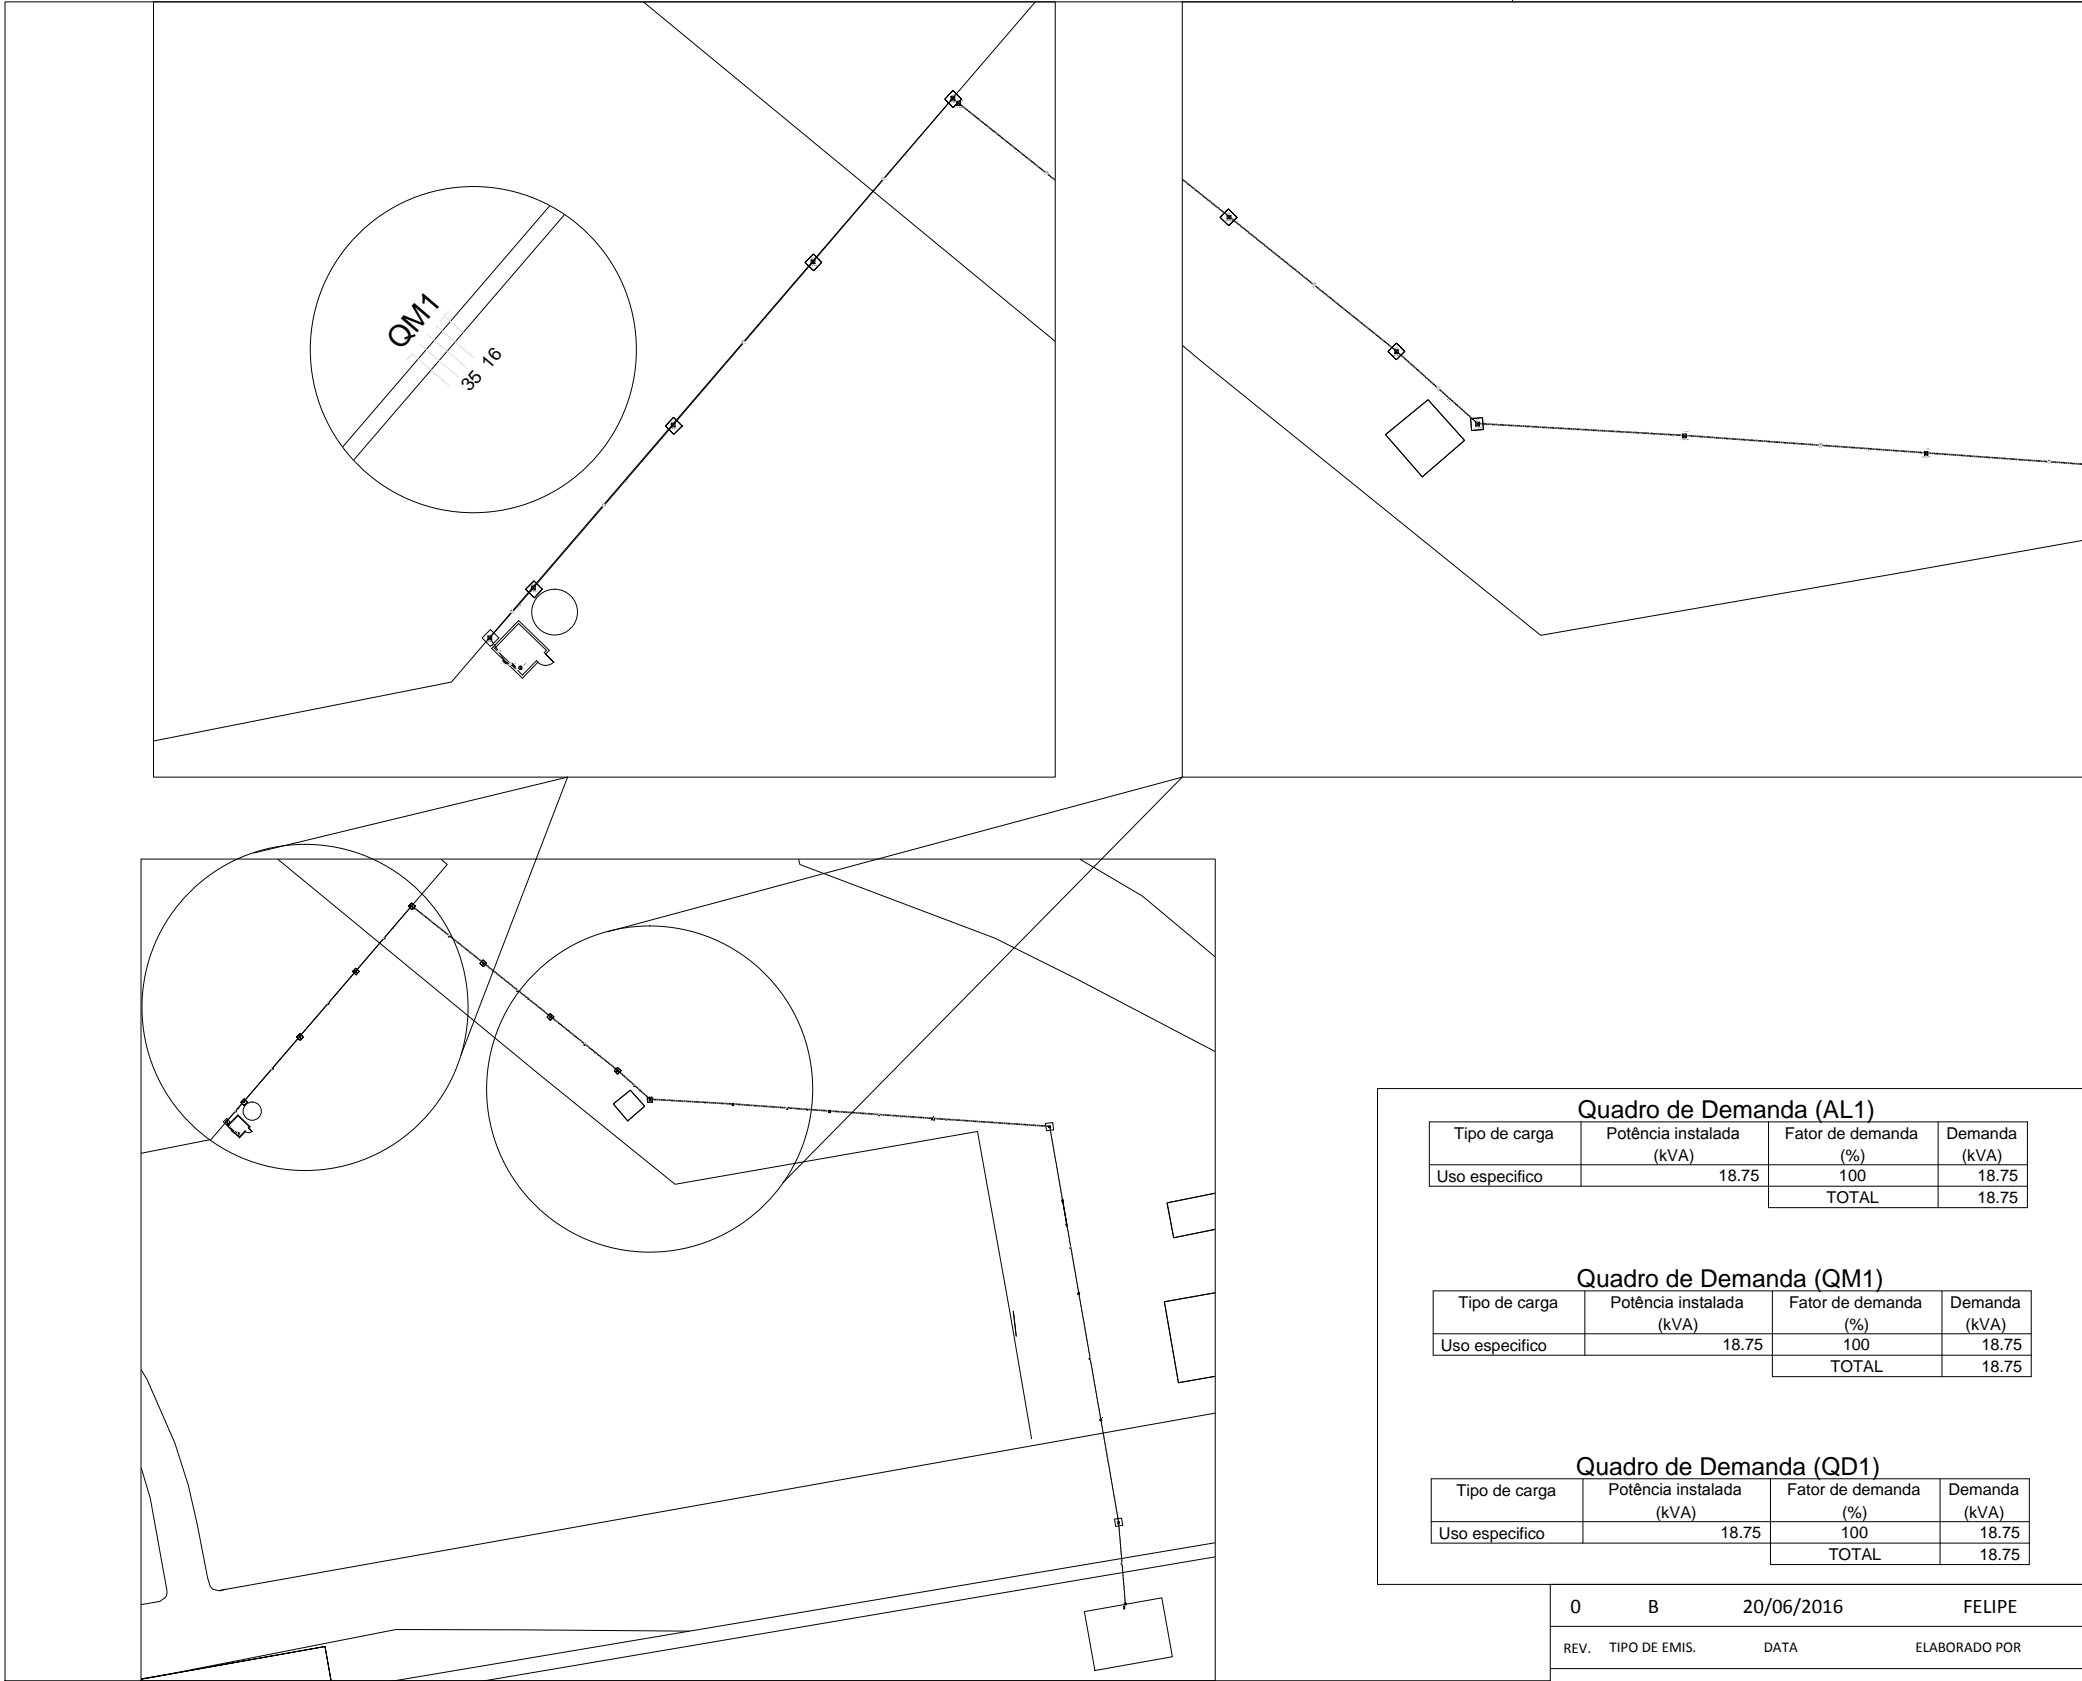 QM1
35 16
Quadro de Demanda (AL1)
Tipo de carga Potência instalada Fator de demanda Demanda
(kVA) (%) (kVA)
Uso especifico 18.75 100 18.75
TOTAL 18.75
Quadro de Demanda (QM1)
Tipo de carga Potência instalada Fator de demanda Demanda
(kVA) (%) (kVA)
Uso especifico 18.75 100 18.75
TOTAL 18.75
Quadro de Demanda (QD1)
Tipo de carga Potência instalada Fator de demanda Demanda
(kVA) (%) (kVA)
Uso especifico 18.75 100 18.75
TOTAL 18.75
0 B 20/06/2016 FELIPE
REV. TIPO DE EMIS. DATA ELABORADO POR